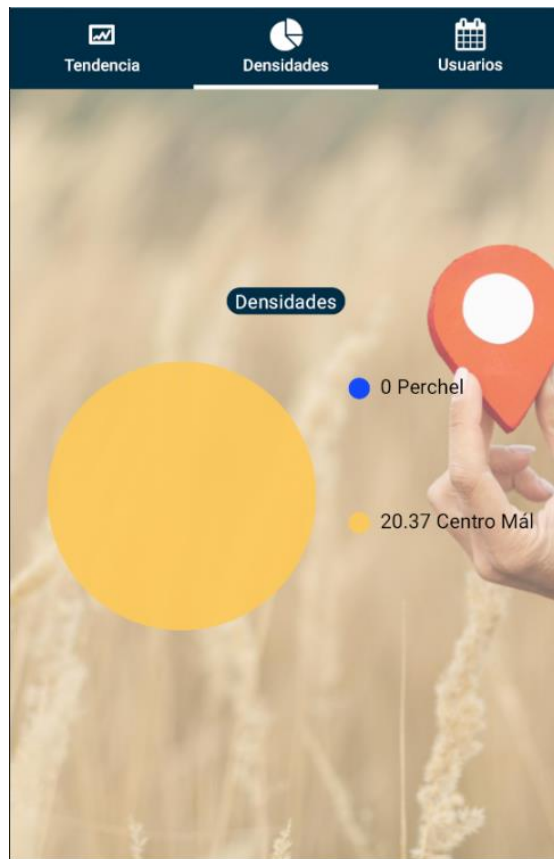 Tendencia
Densidades
Usuarios
Densidades
0 Perchel
20.37 Centro Mál